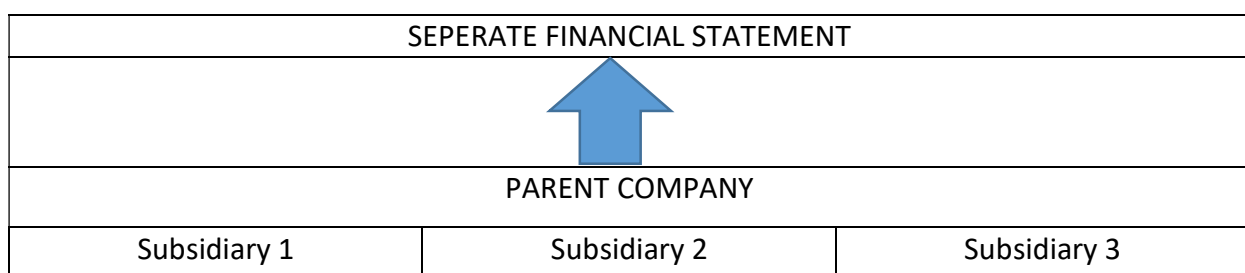 SEPERATE FINANCIAL STATEMENT
PARENT COMPANY
Subsidiary 1 Subsidiary 2 Subsidiary 3